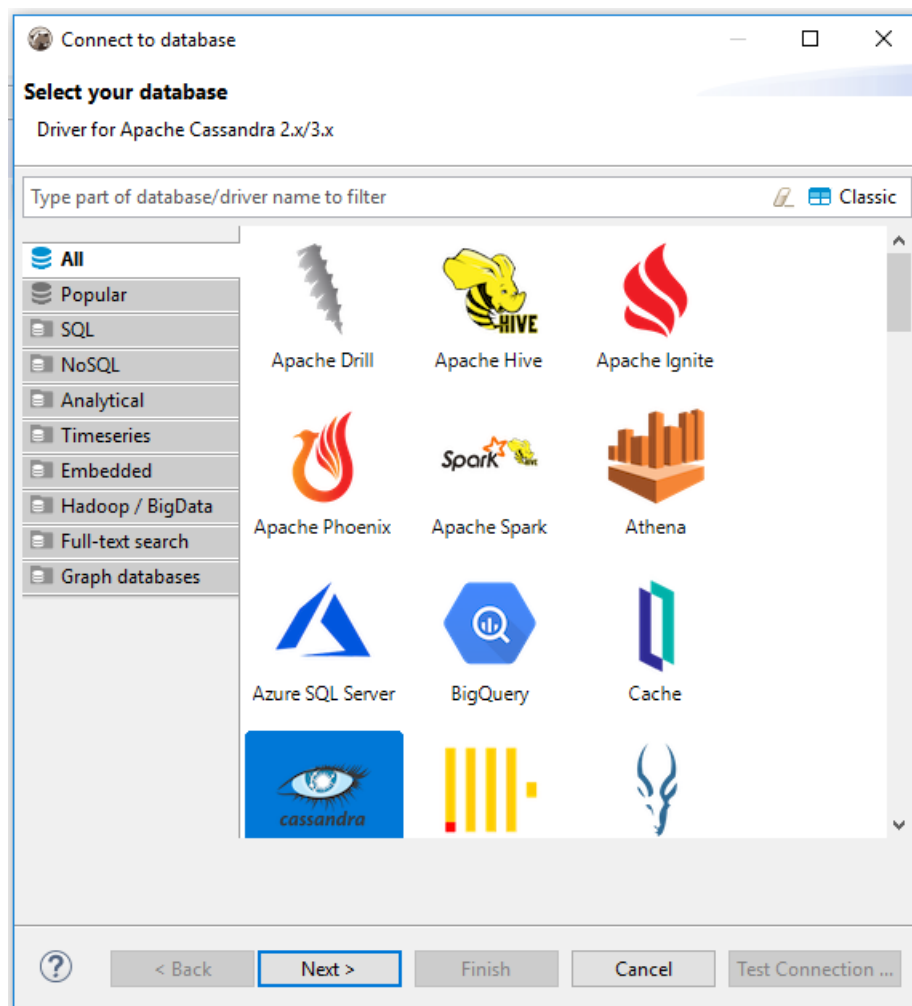 Connect to database
Select your database
Driver for Apache Cassandra 2.x/3.x
Type part of database/driver name to filter
Classic
All
Popular
SQL
NoSQL
Analytical
Timeseries
Embedded
Hadoop / BigData
Full-text search
Graph databases
HIVE
Apache Drill
Apache Hive
Apache Ignite
Spark HIVE
Apache Phoenix
Apache Spark
Athena
Azure SQL Server
BigQuery
Cache
cassandra
?
< Back
Next >
Finish
Cancel
Test Connection ...